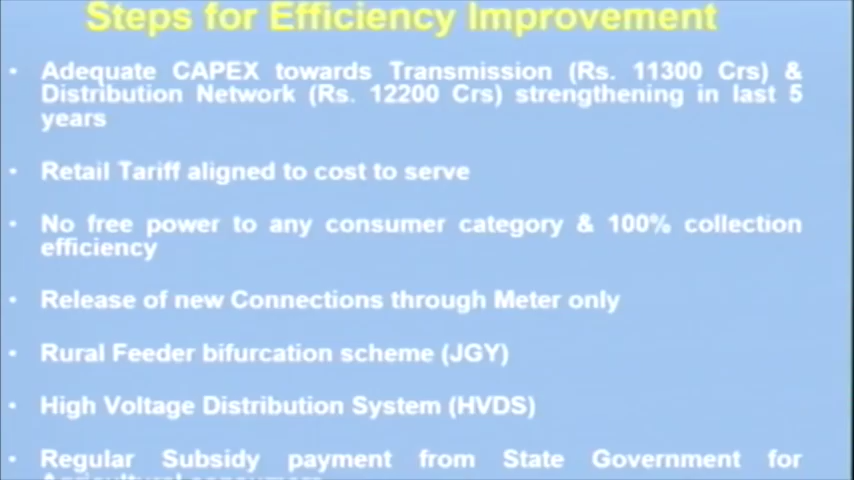 Steps for Efficiency Improvement
• Adequate CAPEX towards Transmission (Rs. 11300 Crs) &
Distribution Network (Rs. 12200 Crs) strengthening in last 5
years
• Retail Tariff aligned to cost to serve
• No free power to any consumer category & 100% collection
efficiency
• Release of new Connections through Meter only
• Rural Feeder bifurcation scheme (JGY)
• High Voltage Distribution System (HVDS)
• Regular Subsidy payment from State Government for